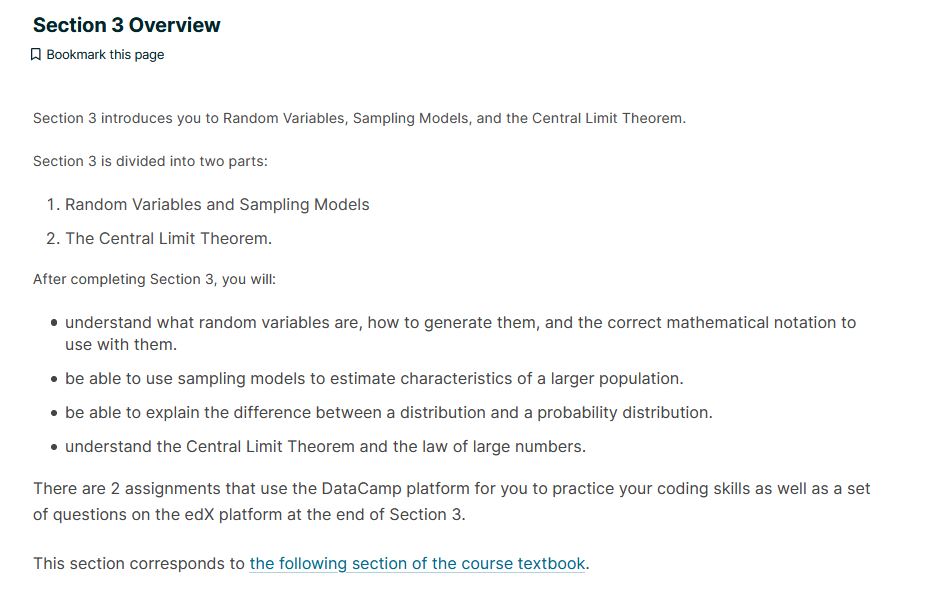 Section 3 Overview
Bookmark this page
Section 3 introduces you to Random Variables, Sampling Models, and the Central Limit Theorem.
Section 3 is divided into two parts:
1. Random Variables and Sampling Models
2. The Central Limit Theorem.
After completing Section 3, you will:
• understand what random variables are, how to generate them, and the correct mathematical notation to
use with them.
• be able to use sampling models to estimate characteristics of a larger population.
• be able to explain the difference between a distribution and a probability distribution.
• understand the Central Limit Theorem and the law of large numbers.
There are 2 assignments that use the DataCamp platform for you to practice your coding skills as well as a set
of questions on the edX platform at the end of Section 3.
This section corresponds to the following section of the course textbook.